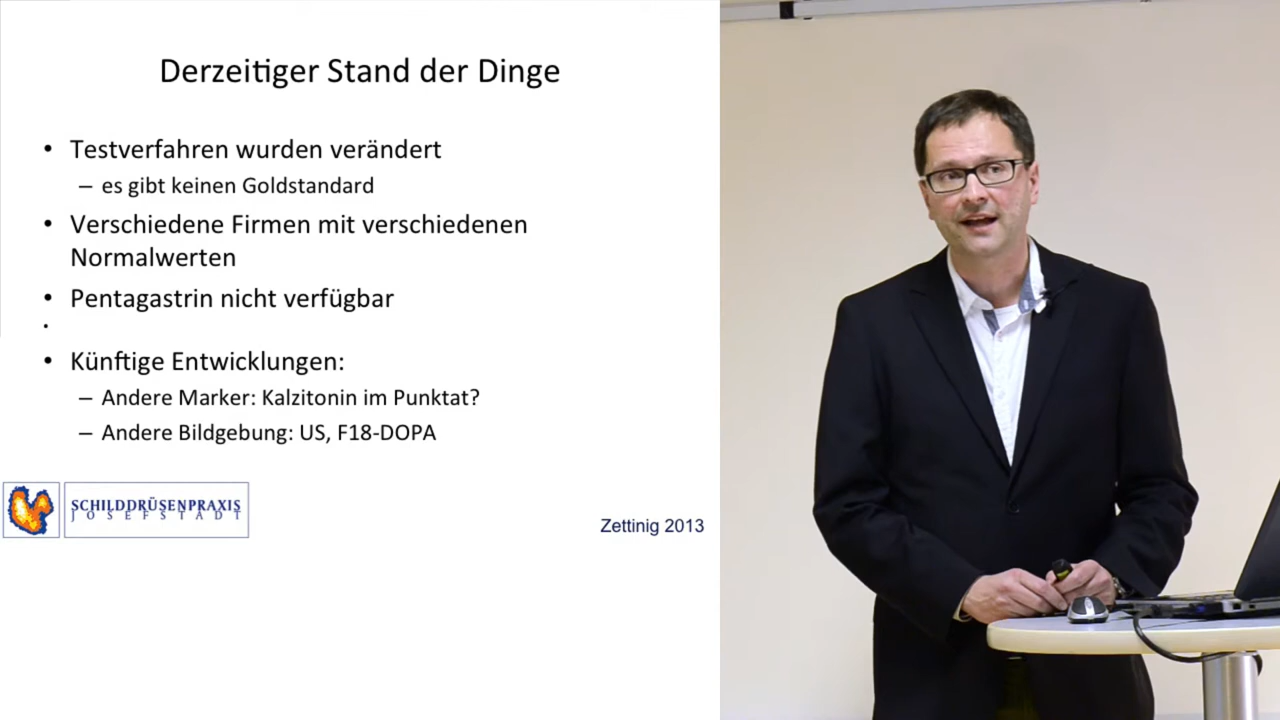 Derzeitiger Stand der Dinge
• Testverfahren wurden verändert
– es gibt keinen Goldstandard
• Verschiedene Firmen mit verschiedenen
Normalwerten
• Pentagastrin nicht verfügbar
•
• Künftige Entwicklungen:
– Andere Marker: Kalzitonin im Punktat?
– Andere Bildgebung: US, F18-DOPA
SCHILDDRÜSENPRAXIS
JOSEFSTADT
Zettinig 2013